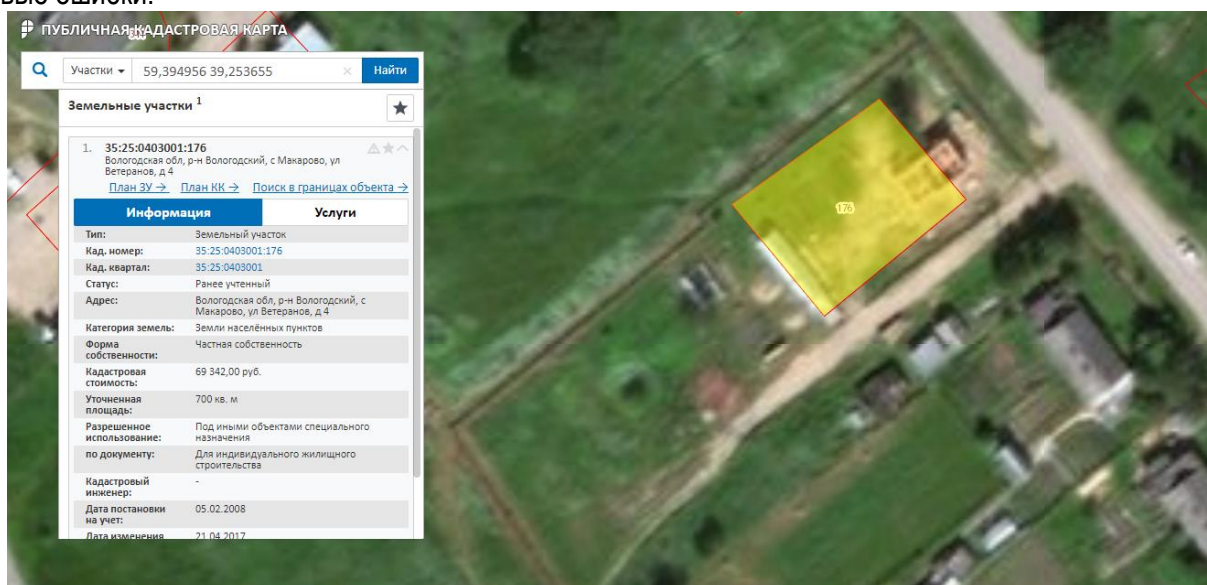 вые ошибки.
ПУБЛИЧНАЯ КАДАСТРОВАЯ КАРТА
Участки 59,394956 39,253655 × Найти
Земельные участки 1
1. 35:25:0403001:176
Вологодская обл, р-н Вологодский, с Макарово, ул
Ветеранов, д 4
План ЗУ → План КК → Поиск в границах объекта →
Информация Услуги
Тип: Земельный участок
Кад. номер: 35:25:0403001:176
Кад. квартал: 35:25:0403001
Статус: Ранее учтенный
Адрес: Вологодская обл, р-н Вологодский, с
Макарово, ул Ветеранов, д 4
Категория земель: Земли населённых пунктов
Форма Частная собственность
собственности:
Кадастровая 69 342,00 руб.
стоимость:
Уточненная 700 кв. м
площадь:
Разрешенное Под иными объектами специального
использование: назначения
по документу: Для индивидуального жилищного
строительства
Кадастровый -
инженер:
Дата постановки 05.02.2008
на учет:
Дата изменения 21.04.2017
176